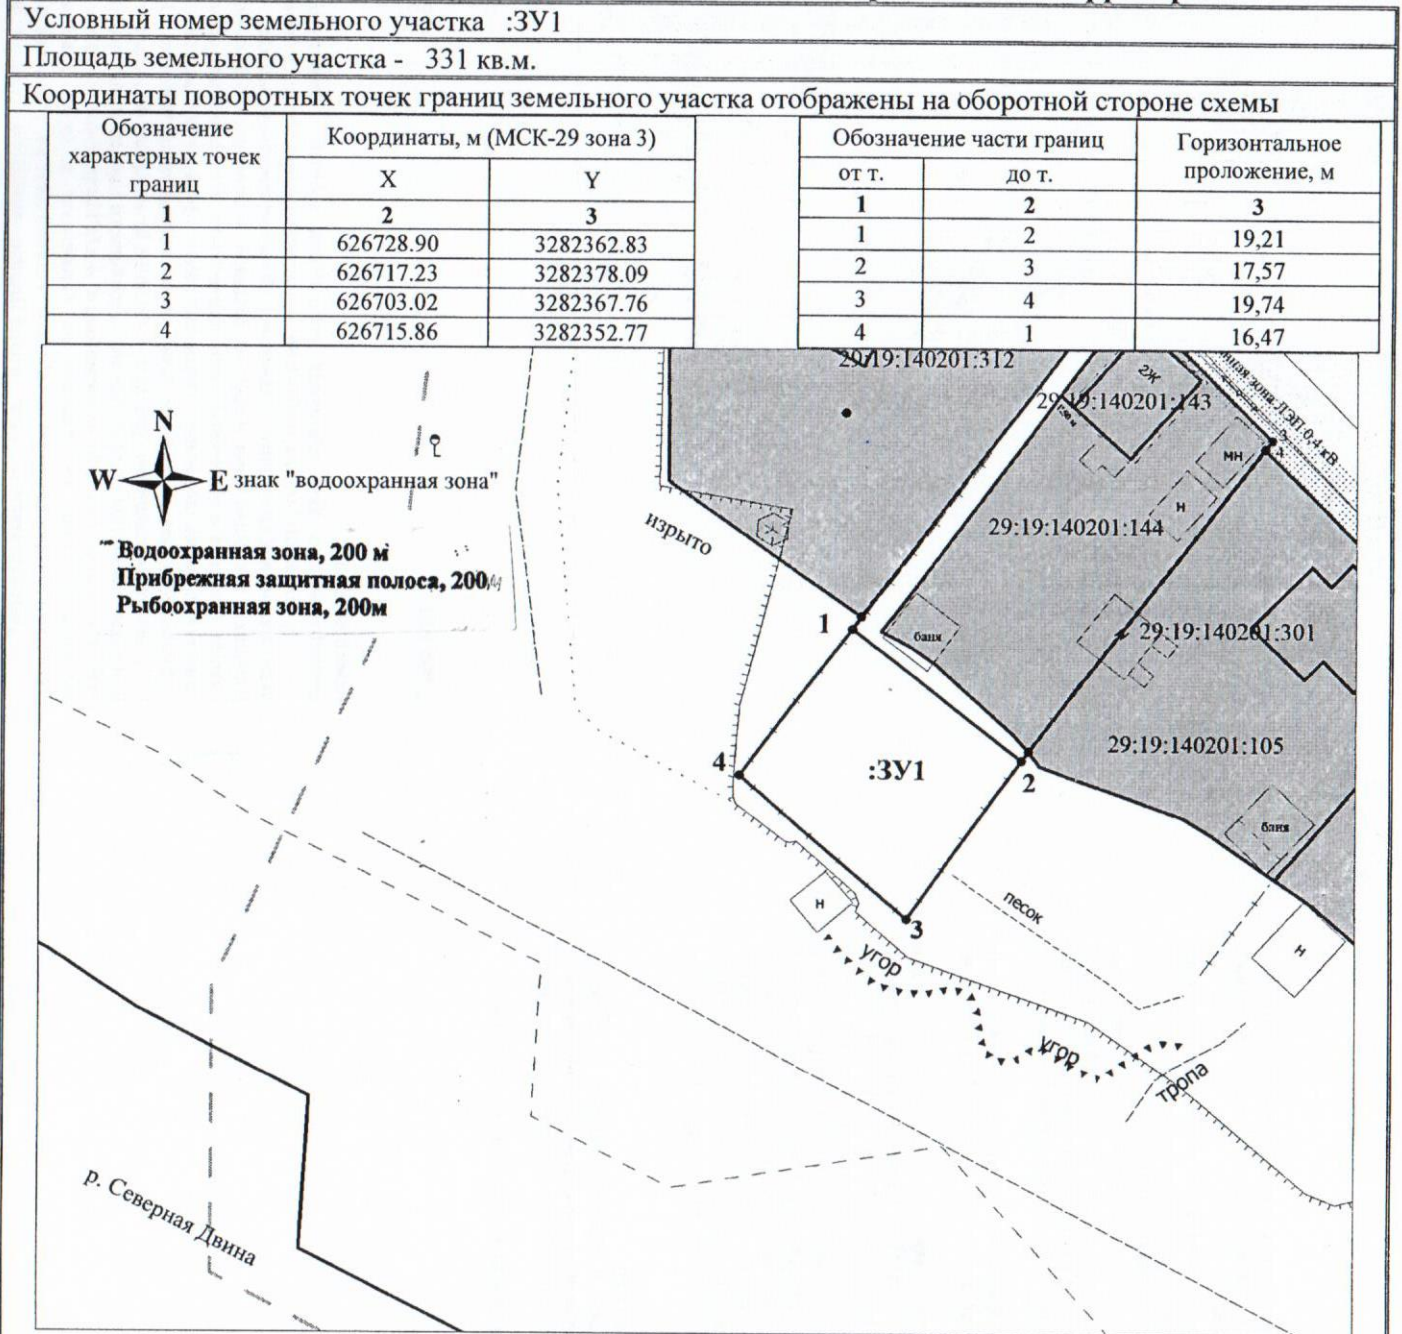 Условный номер земельного участка :ЗУ1
Площадь земельного участка - 331 кв.м.
Координаты поворотных точек границ земельного участка отображены на оборотной стороне схемы
Обозначение характерных точек границ
Координаты, м (МСК-29 зона 3)
X Y
1 2 3
1 626728.90 3282362.83
2 626717.23 3282378.09
3 626703.02 3282367.76
4 626715.86 3282352.77
Обозначение части границ
Горизонтальное проложение, м
от т. до т.
1 2 3
1 2 19,21
2 3 17,57
3 4 19,74
4 1 16,47
29:19:140201:312
2Ж
29:19:140201:143
зона ЛЭП 0,4 кВ
N
W E
знак "водоохранная зона"
мн
4
н
29:19:140201:144
изрыто
Водоохранная зона, 200 м
Прибрежная защитная полоса, 200м
Рыбоохранная зона, 200м
1
баня
29:19:140201:301
29:19:140201:105
4
:ЗУ1
2
баня
н
песок
3
угор
н
угор
тропа
р. Северная Двина